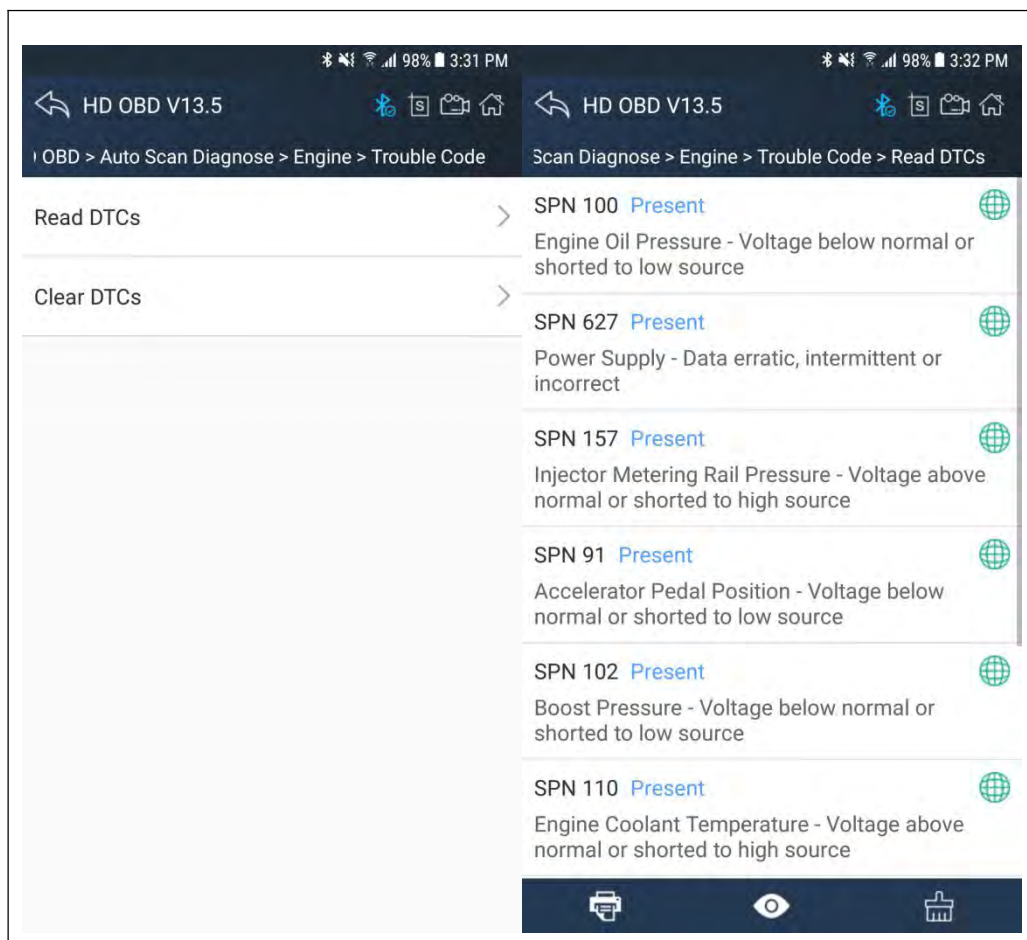 98% 3:31 PM
HD OBD V13.5
OBD > Auto Scan Diagnose > Engine > Trouble Code
Read DTCs
Clear DTCs
98% 3:32 PM
HD OBD V13.5
Scan Diagnose > Engine > Trouble Code > Read DTCs
SPN 100 Present
Engine Oil Pressure - Voltage below normal or
shorted to low source
SPN 627 Present
Power Supply - Data erratic, intermittent or
incorrect
SPN 157 Present
Injector Metering Rail Pressure - Voltage above
normal or shorted to high source
SPN 91 Present
Accelerator Pedal Position - Voltage below
normal or shorted to low source
SPN 102 Present
Boost Pressure - Voltage below normal or
shorted to low source
SPN 110 Present
Engine Coolant Temperature - Voltage above
normal or shorted to high source